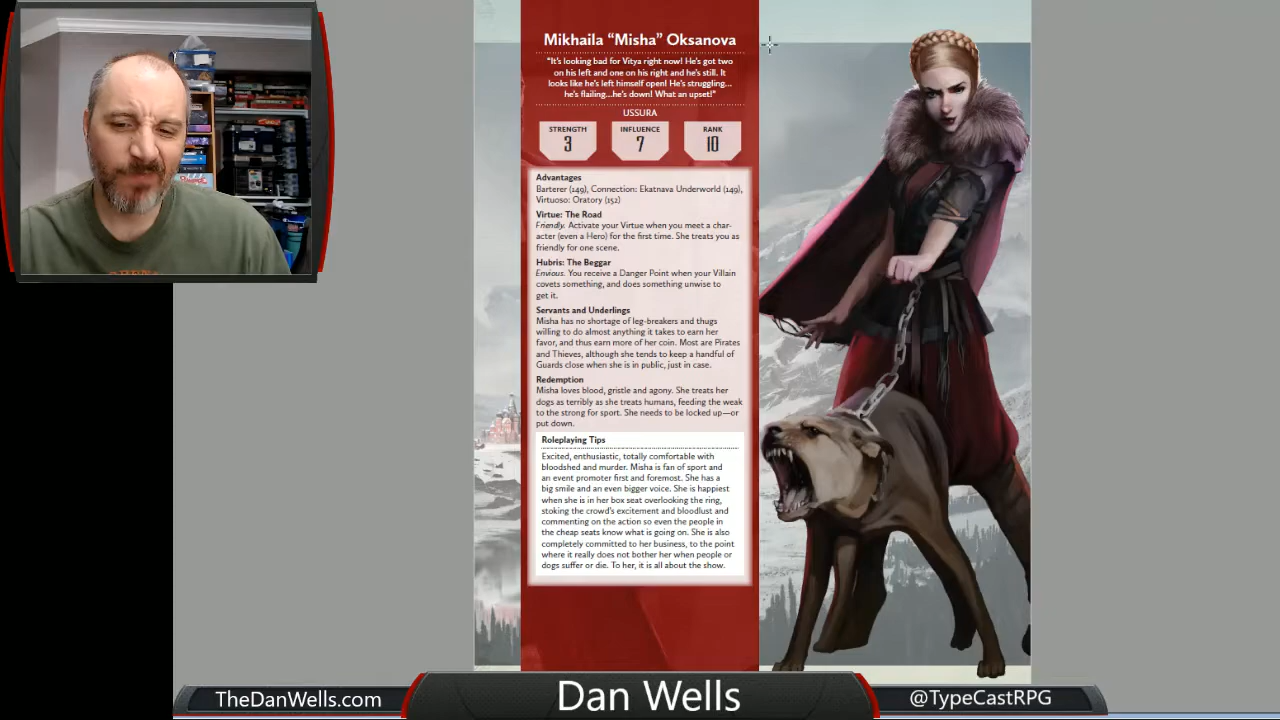 Mikhaila “Misha” Oksanova
“It's looking bad for Vitya right now! He's got two
on his left and one on his right and he's still. It
looks like he's left himself open! He's struggling...
he's flailing...he's down! What an upset!”
USSURA
STRENGTH
3
INFLUENCE
7
RANK
10
Advantages
Barterer (149), Connection: Ekatnava Underworld (149),
Virtuoso: Oratory (152)
Virtue: The Road
Friendly. Activate your Virtue when you meet a char-
acter (even a Hero) for the first time. She treats you as
friendly for one scene.
Hubris: The Beggar
Envious. You receive a Danger Point when your Villain
covets something, and does something unwise to
get it.
Servants and Underlings
Misha has no shortage of leg-breakers and thugs
willing to do almost anything it takes to earn her
favor, and thus earn more of her coin. Most are Pirates
and Thieves, although she tends to keep a handful of
Guards close when she is in public, just in case.
Redemption
Misha loves blood, gristle and agony. She treats her
dogs as terribly as she treats humans, feeding the weak
to the strong for sport. She needs to be locked up—or
put down.
Roleplaying Tips
Excited, enthusiastic, totally comfortable with
bloodshed and murder. Misha is fan of sport and
an event promoter first and foremost. She has a
big smile and an even bigger voice. She is happiest
when she is in her box seat overlooking the ring,
stoking the crowd's excitement and bloodlust and
commenting on the action so even the people in
the cheap seats know what is going on. She is also
completely committed to her business, to the point
where it really does not bother her when people or
dogs suffer or die. To her, it is all about the show.
TheDanWells.com
Dan Wells
@TypeCastRPG